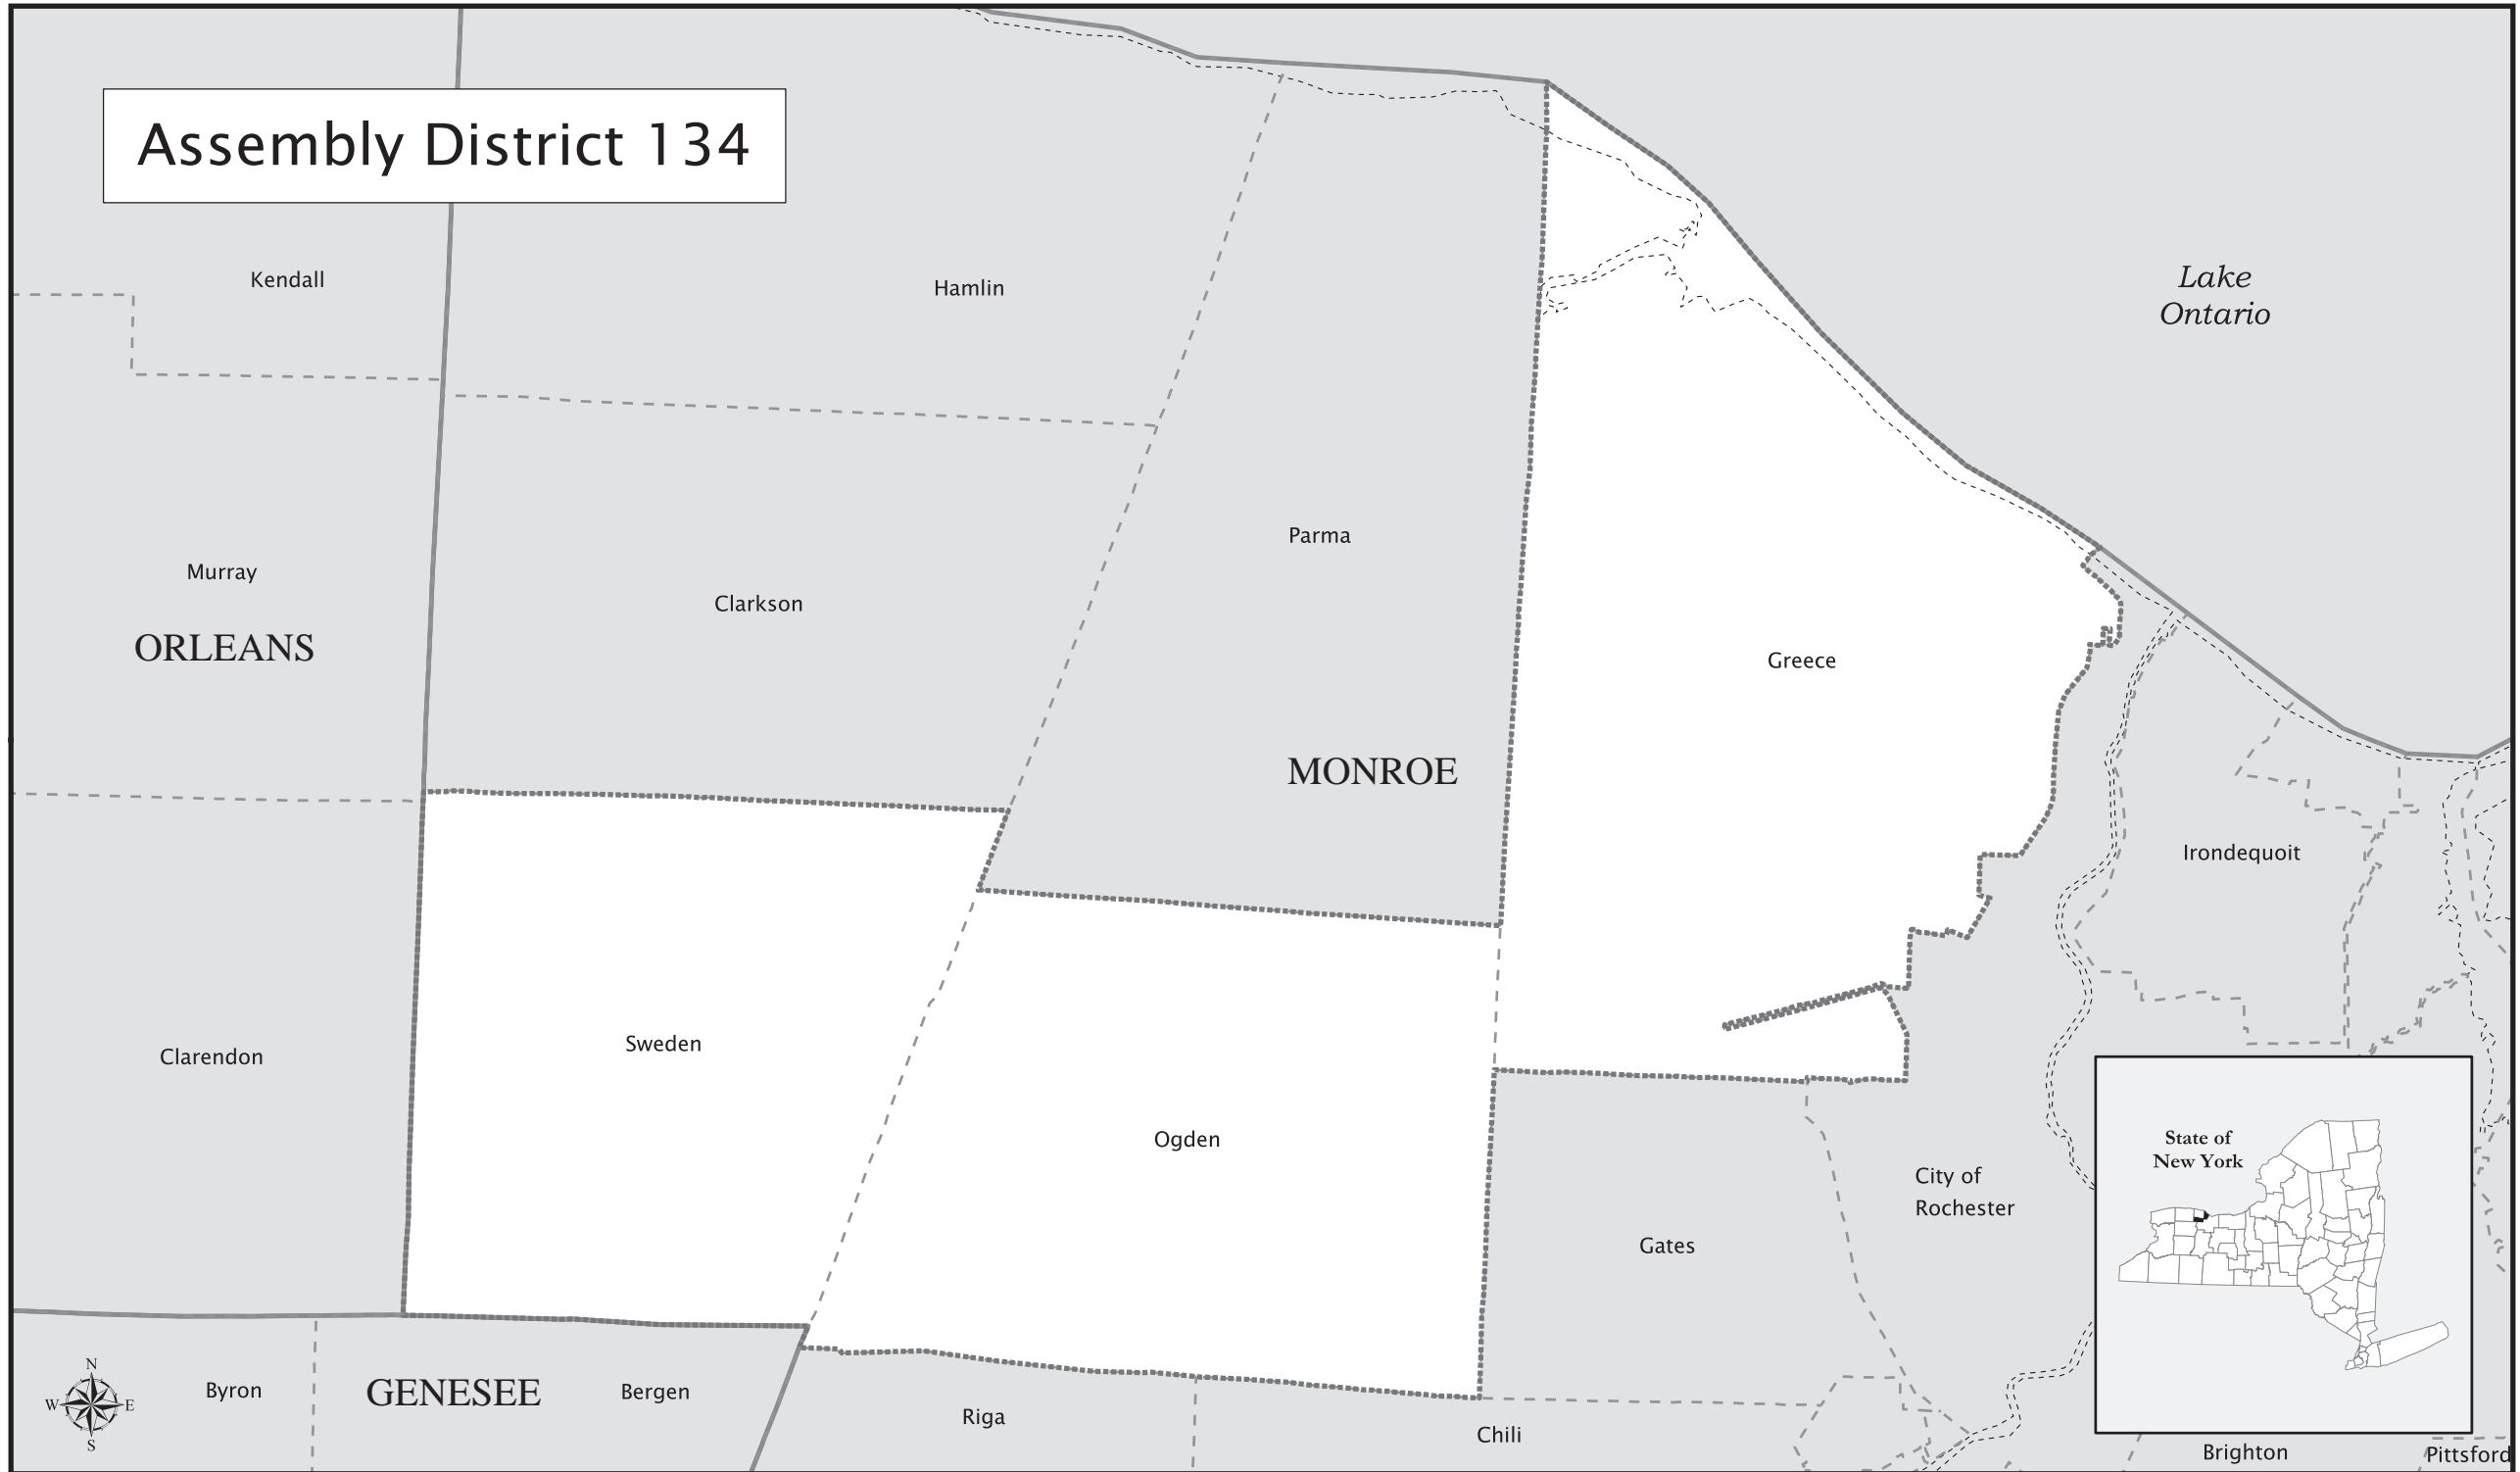 Assembly District 134
Kendall
Hamlin
Lake
Ontario
Parma
Murray
Clarkson
ORLEANS
Greece
MONROE
Irondequoit
Sweden
Clarendon
Ogden
State of
New York
City of
Rochester
Gates
N
W E
S
Byron
GENESEE
Bergen
Riga
Chili
Brighton
Pittsford